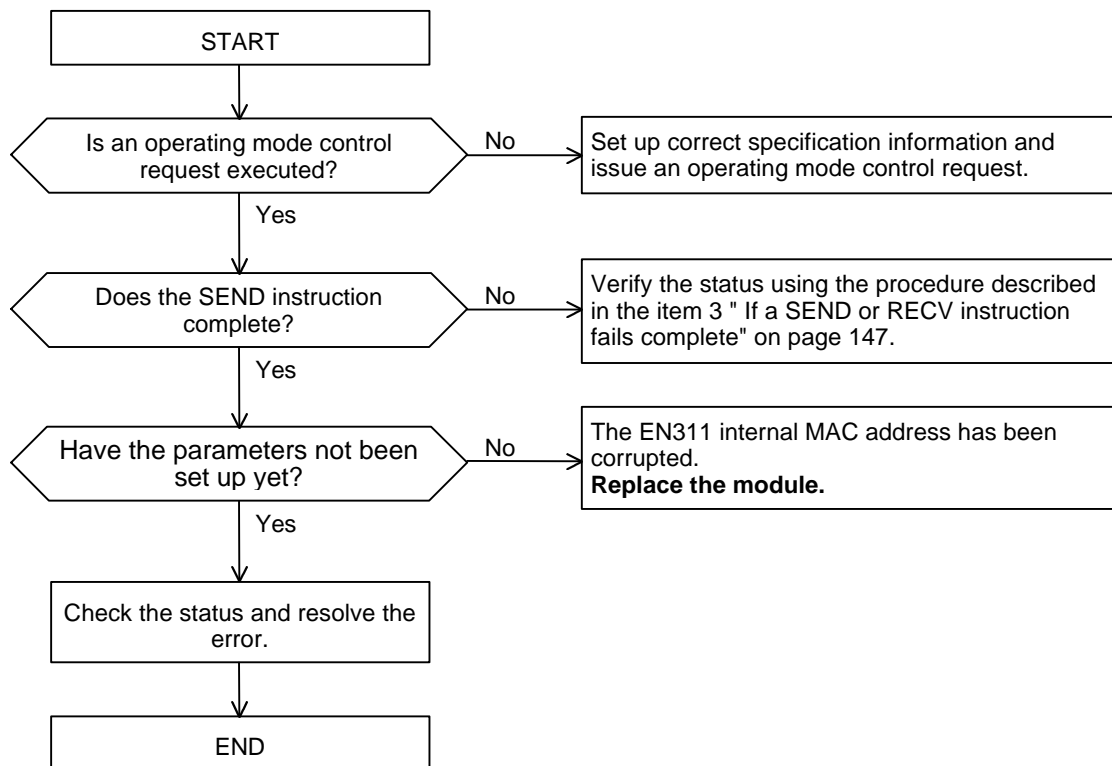 START
Is an operating mode control
request executed?
No
Set up correct specification information and
issue an operating mode control request.
Yes
Does the SEND instruction
complete?
No
Verify the status using the procedure described
in the item 3 " If a SEND or RECV instruction
fails complete" on page 147.
Yes
Have the parameters not been
set up yet?
No
The EN311 internal MAC address has been
corrupted.
Replace the module.
Yes
Check the status and resolve the
error.
END